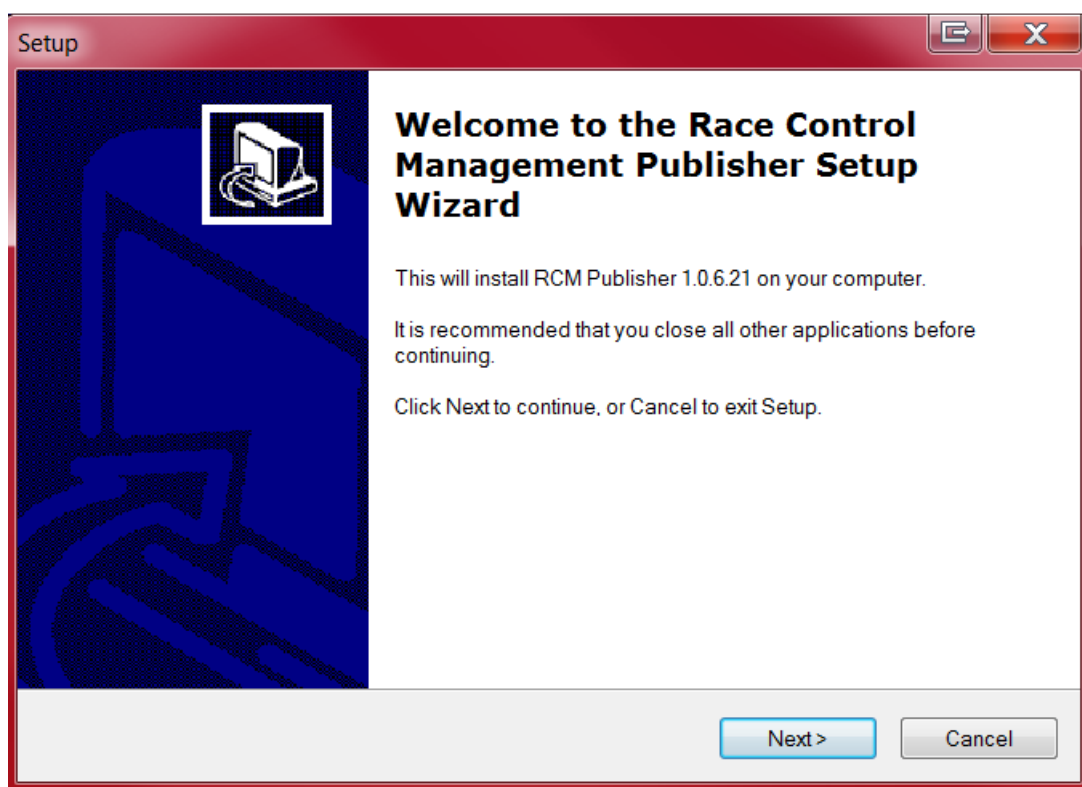 Setup
Welcome to the Race Control
Management Publisher Setup
Wizard
This will install RCM Publisher 1.0.6.21 on your computer.
It is recommended that you close all other applications before
continuing.
Click Next to continue, or Cancel to exit Setup.
Next >
Cancel